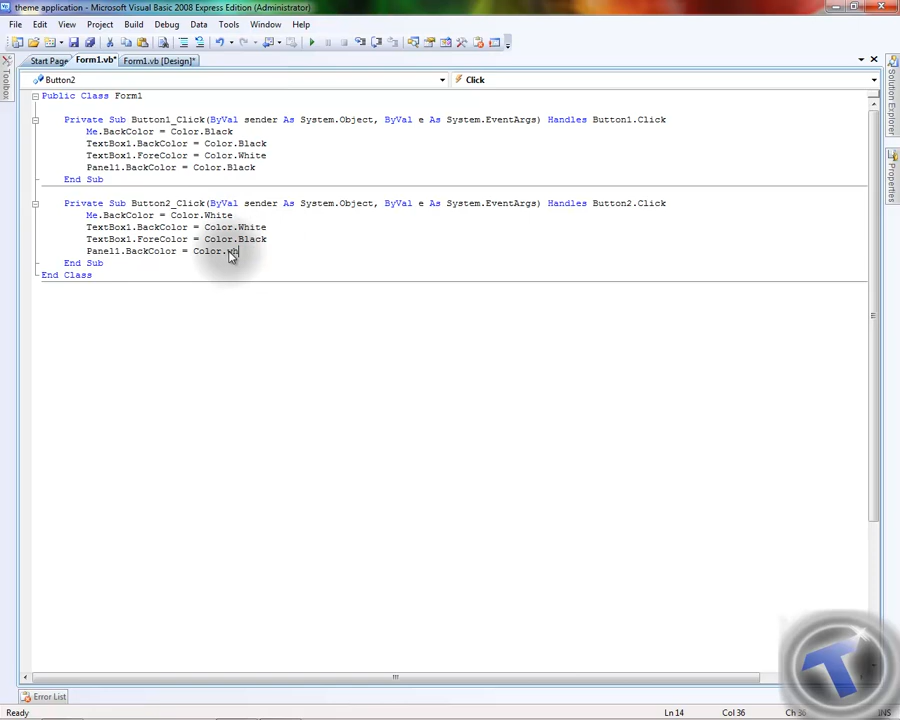 theme application - Microsoft Visual Basic 2008 Express Edition (Administrator)
File Edit View Project Build Debug Data Tools Window Help
Start Page Form1.vb* Form1.vb [Design]*
Toolbox
Button2 Click
Solution Explorer
Properties
Public Class Form1
Private Sub Button1_Click(ByVal sender As System.Object, ByVal e As System.EventArgs) Handles Button1.Click
Me.BackColor = Color.Black
TextBox1.BackColor = Color.Black
TextBox1.ForeColor = Color.White
Panel1.BackColor = Color.Black
End Sub
Private Sub Button2_Click(ByVal sender As System.Object, ByVal e As System.EventArgs) Handles Button2.Click
Me.BackColor = Color.White
TextBox1.BackColor = Color.White
TextBox1.ForeColor = Color.Black
Panel1.BackColor = Color.wh
End Sub
End Class
Error List
Ready Ln 14 Col 36 INS